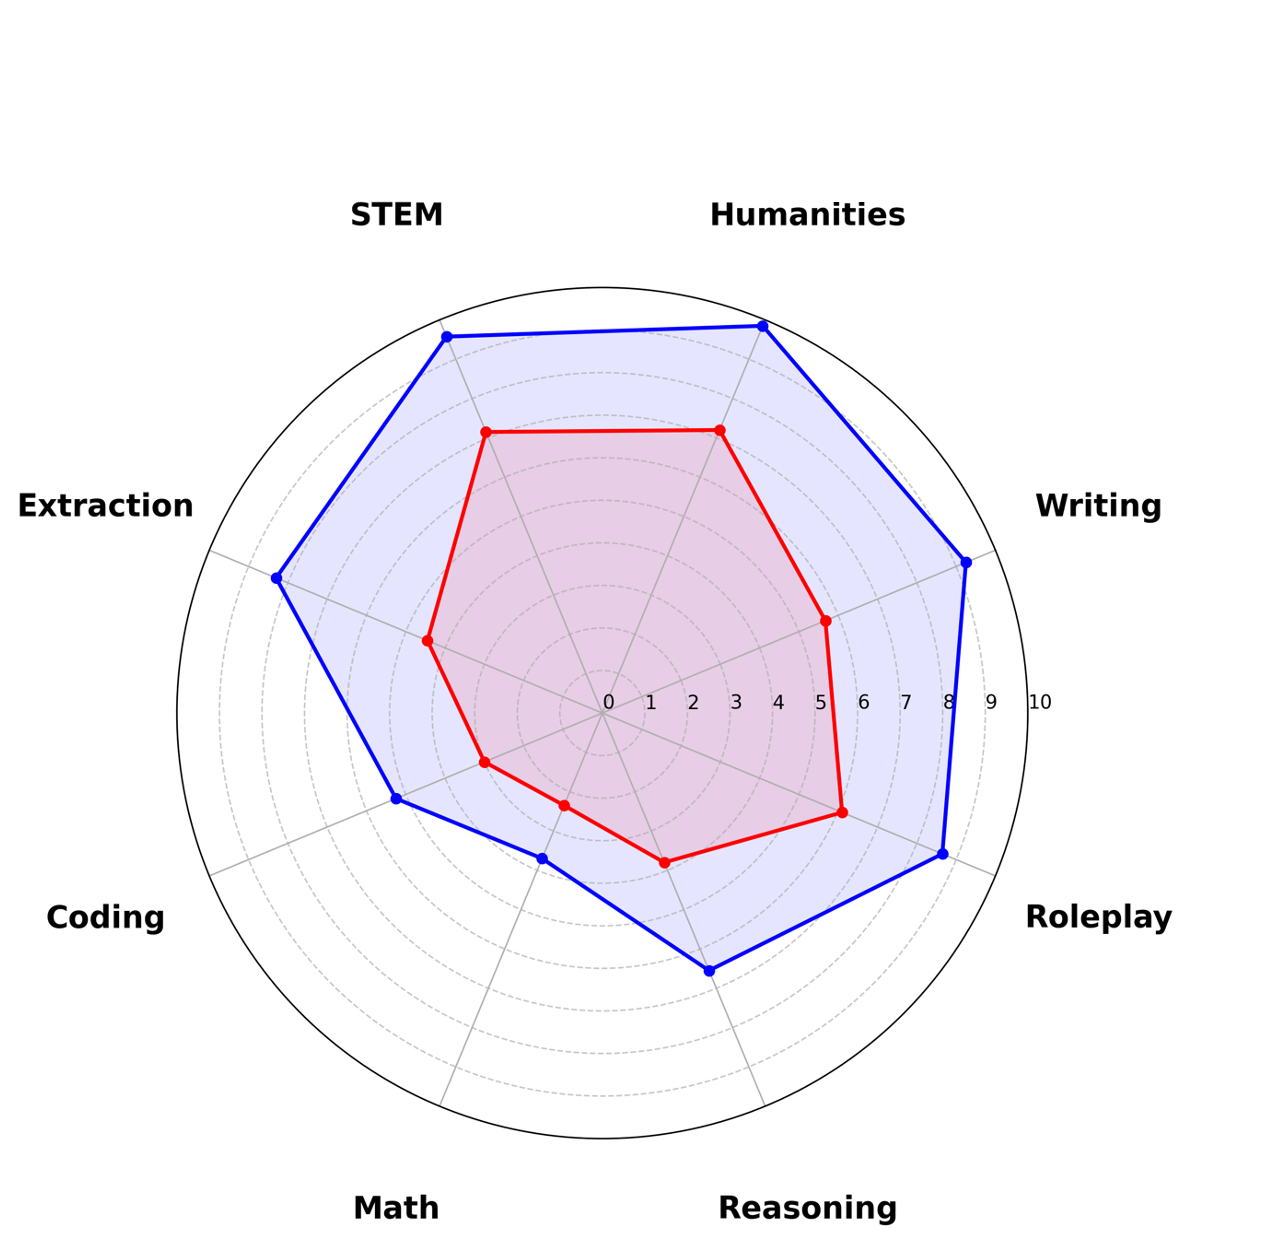 STEM Humanities
Extraction Writing
0 1 2 3 4 5 6 7 8 9 10
Coding Roleplay
Math Reasoning